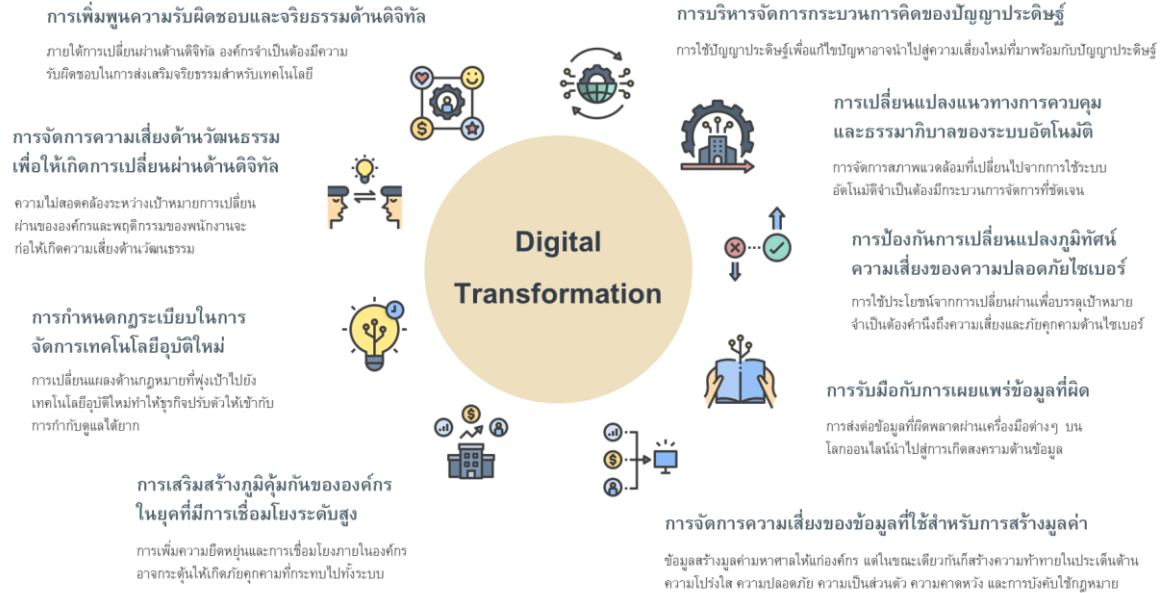 การเพิ่มพูนความรับผิดชอบและจริยธรรมด้านดิจิทัล
ภายใต้การเปลี่ยนผ่านด้านดิจิทัล องค์กรจำเป็นต้องมีความ
รับผิดชอบในการส่งเสริมจริยธรรมสำหรับเทคโนโลยี
การบริหารจัดการกระบวนการคิดของปัญญาประดิษฐ์
การใช้ปัญญาประดิษฐ์เพื่อแก้ไขปัญหาอาจนำไปสู่ความเสี่ยงใหม่ที่มาพร้อมกับปัญญาประดิษฐ์
การเปลี่ยนแปลงแนวทางการควบคุม
และธรรมาภิบาลของระบบอัตโนมัติ
การจัดการสภาพแวดล้อมที่เปลี่ยนไปจากการใช้ระบบ
อัตโนมัติจำเป็นต้องมีกระบวนการจัดการที่ชัดเจน
การจัดการความเสี่ยงด้านวัฒนธรรม
เพื่อให้เกิดการเปลี่ยนผ่านด้านดิจิทัล
ความไม่สอดคล้องระหว่างเป้าหมายการเปลี่ยน
ผ่านขององค์กรและพฤติกรรมของพนักงานจะ
ก่อให้เกิดความเสี่ยงด้านวัฒนธรรม
Digital
Transformation
การป้องกันการเปลี่ยนแปลงภูมิทัศน์
ความเสี่ยงของความปลอดภัยไซเบอร์
การใช้ประโยชน์จากการเปลี่ยนผ่านเพื่อบรรลุเป้าหมาย
จำเป็นต้องคำนึงถึงความเสี่ยงและภัยคุกคามด้านไซเบอร์
การกำหนดกฎระเบียบในการ
จัดการเทคโนโลยีอุบัติใหม่
การเปลี่ยนแผลงด้านกฎหมายที่พุ่งเป้าไปยัง
เทคโนโลยีอุบัติใหม่ทำให้ธุรกิจปรับตัวให้เข้ากับ
การกำกับดูแลได้ยาก
การรับมือกับการเผยแพร่ข้อมูลที่ผิด
การส่งต่อข้อมูลที่ผิดพลาดผ่านเครื่องมือต่างๆ บน
โลกออนไลน์นำไปสู่การเกิดสงครามด้านข้อมูล
การเสริมสร้างภูมิคุ้มกันขององค์กร
ในยุคที่มีการเชื่อมโยงระดับสูง
การเพิ่มความยืดหยุ่นและการเชื่อมโยงภายในองค์กร
อาจกระตุ้นให้เกิดภัยคุกคามที่กระทบไปทั้งระบบ
การจัดการความเสี่ยงของข้อมูลที่ใช้สำหรับการสร้างมูลค่า
ข้อมูลสร้างมูลค่ามหาศาลให้แก่องค์กร แต่ในขณะเดียวกันก็สร้างความท้าทายในประเด็นด้าน
ความโปร่งใส ความปลอดภัย ความเป็นส่วนตัว ความคาดหวัง และการบังคับใช้กฎหมาย